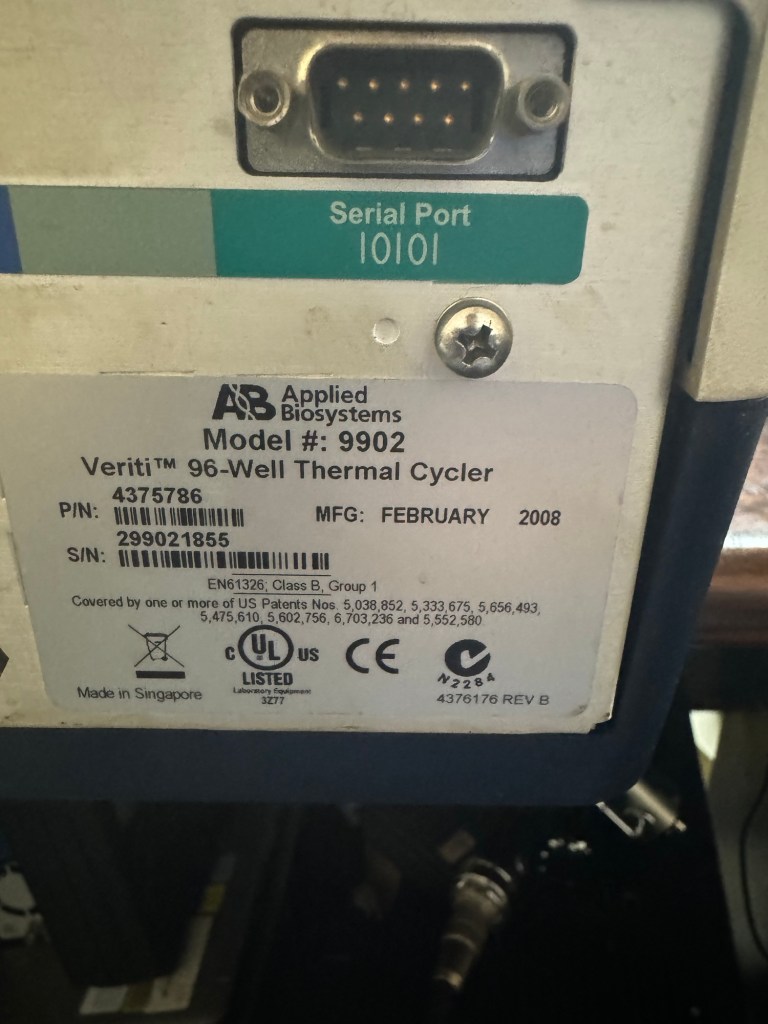 Serial Port
10101
AB Applied Biosystems
Model #: 9902
Veriti™ 96-Well Thermal Cycler
P/N: 4375786
MFG: FEBRUARY 2008
S/N: 299021855
EN61326, Class B, Group 1
Covered by one or more of US Patents Nos. 5,038,852, 5,333,675, 5,656,493,
5,475,610, 5,602,756, 6,703,236 and 5,552,580
C UL US
LISTED
Laboratory Equipment
3Z77
CE
N2284
Made in Singapore
4376176 REV B